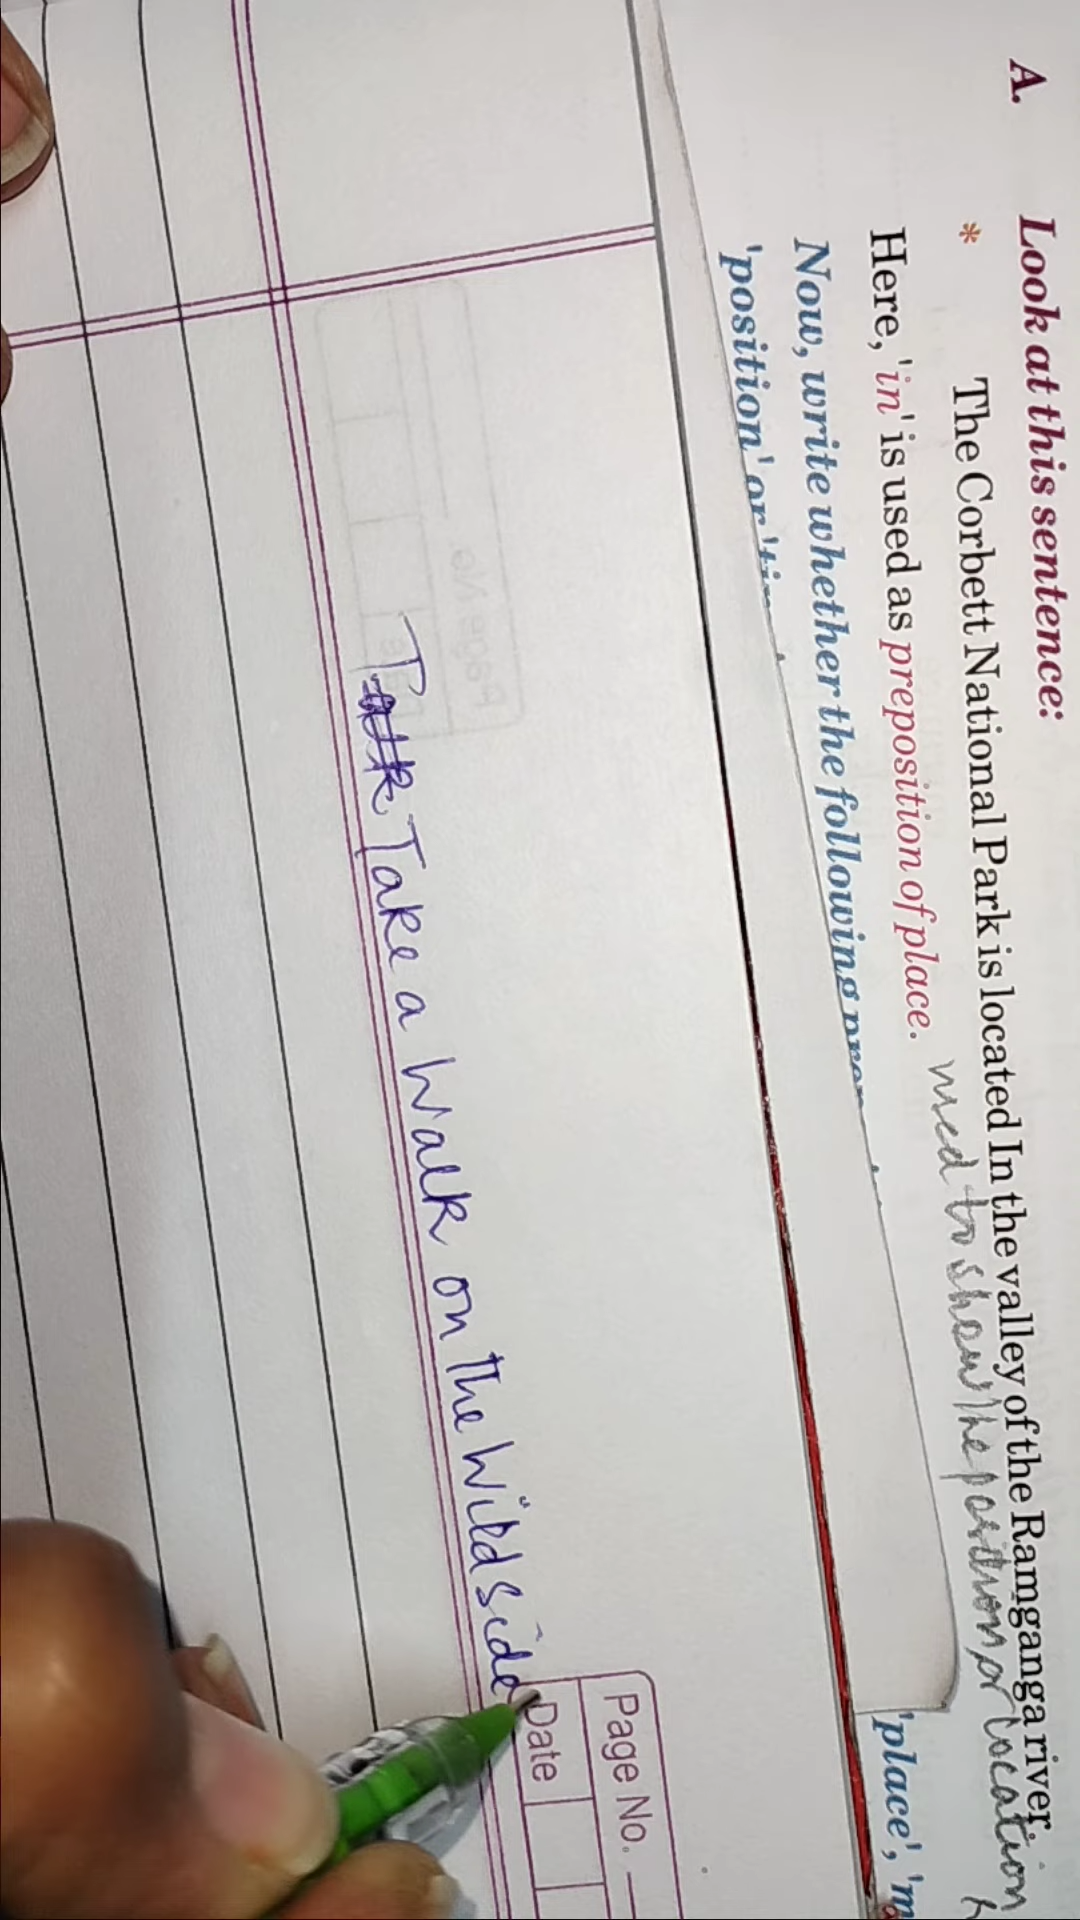 A. Look at this sentence:
* The Corbett National Park is located In the valley of the Ramganga river.
Here, 'in' is used as preposition of place. used to show the position or location
Now, write whether the following 'place', 'm
'position' or
Page No.
Date
Take a walk on the wild side